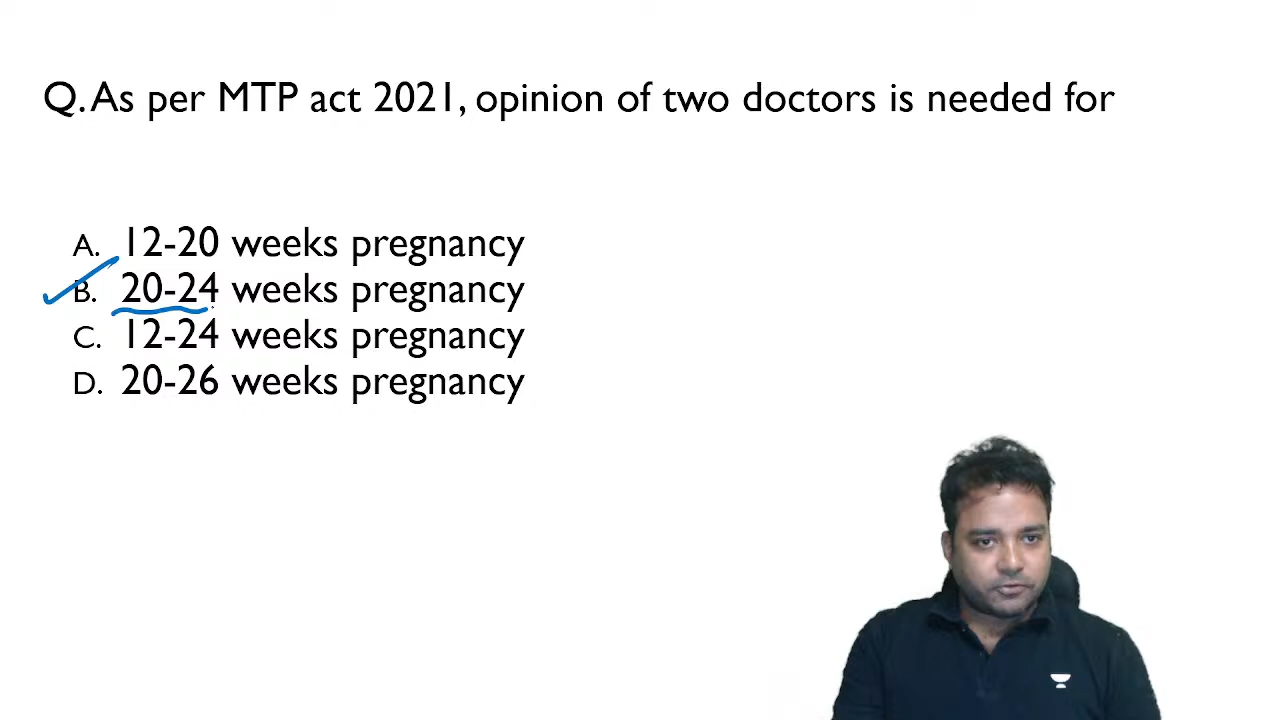 Q. As per MTP act 2021, opinion of two doctors is needed for
A. 12-20 weeks pregnancy
B. 20-24 weeks pregnancy
C. 12-24 weeks pregnancy
D. 20-26 weeks pregnancy